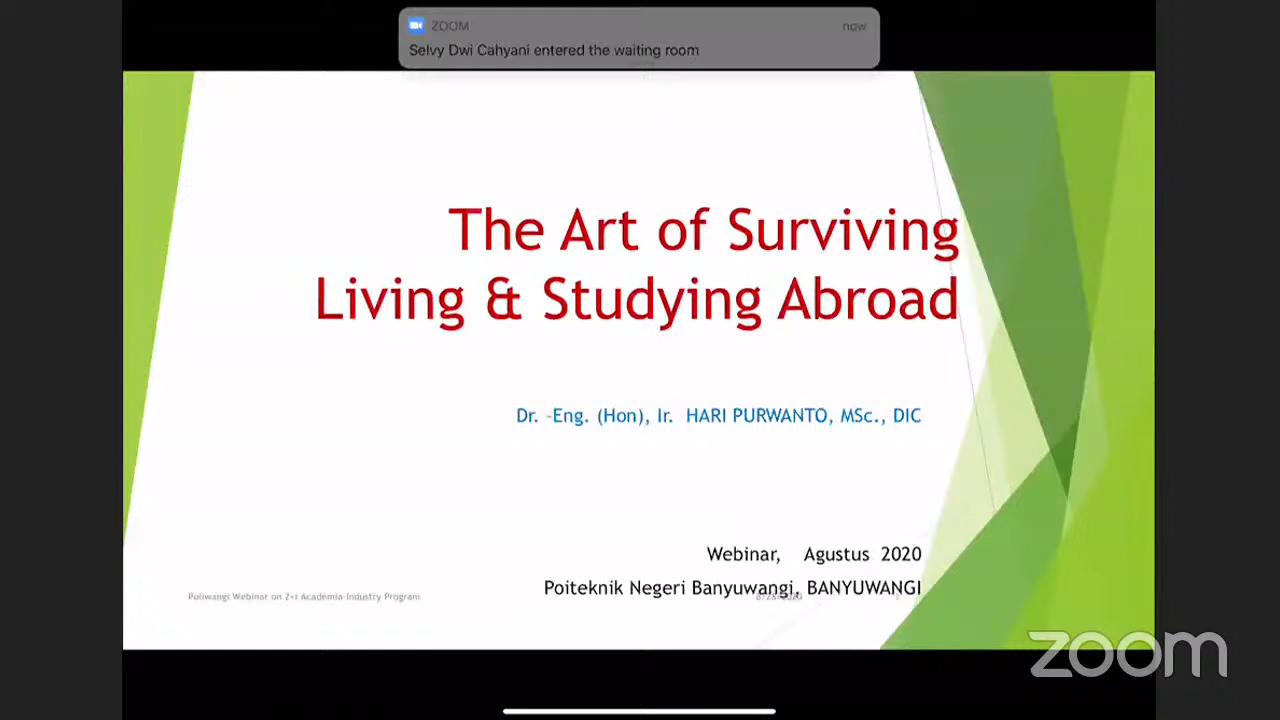 ZOOM now
Selvy Dwi Cahyani entered the waiting room
The Art of Surviving
Living & Studying Abroad
Dr. -Eng. (Hon), Ir. HARI PURWANTO, MSc., DIC
Webinar, Agustus 2020
Poiteknik Negeri Banyuwangi, BANYUWANGI
Poliwangi Webinar on 2+1 Academia-Industry Program
zoom